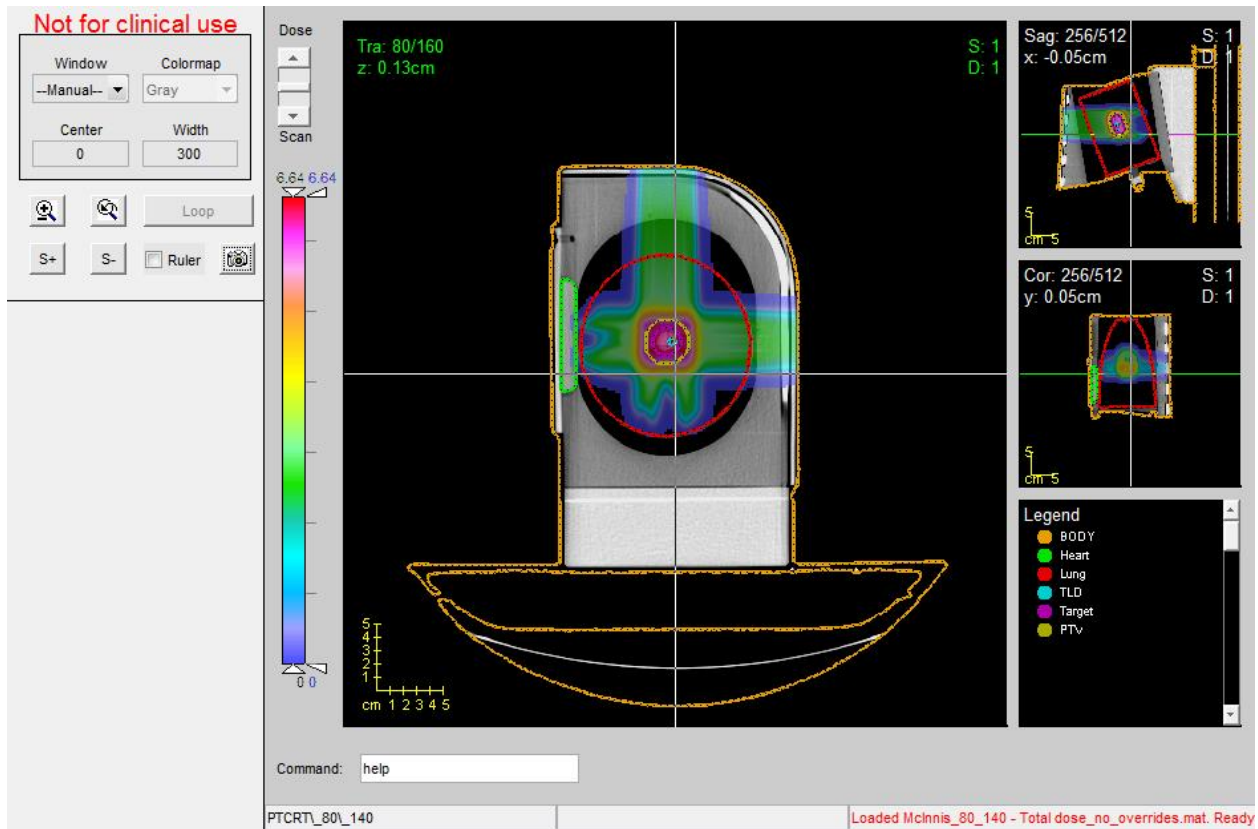 Not for clinical use
Window
Colormap
--Manual--
Gray
Center
Width
0
300
Loop
S+
S-
Ruler
Dose
Scan
6.64 6.64
0 0
Tra: 80/160
z: 0.13cm
S: 1
D: 1
5
4
3
2
1
cm 1 2 3 4 5
Sag: 256/512
x: -0.05cm
S: 1
D: 1
5
cm 5
Cor: 256/512
y: 0.05cm
S: 1
D: 1
5
cm 5
Legend
BODY
Heart
Lung
TLD
Target
PTv
Command:
help
PTCRT\_80\_140
Loaded McInnis_80_140 - Total dose_no_overrides.mat. Ready